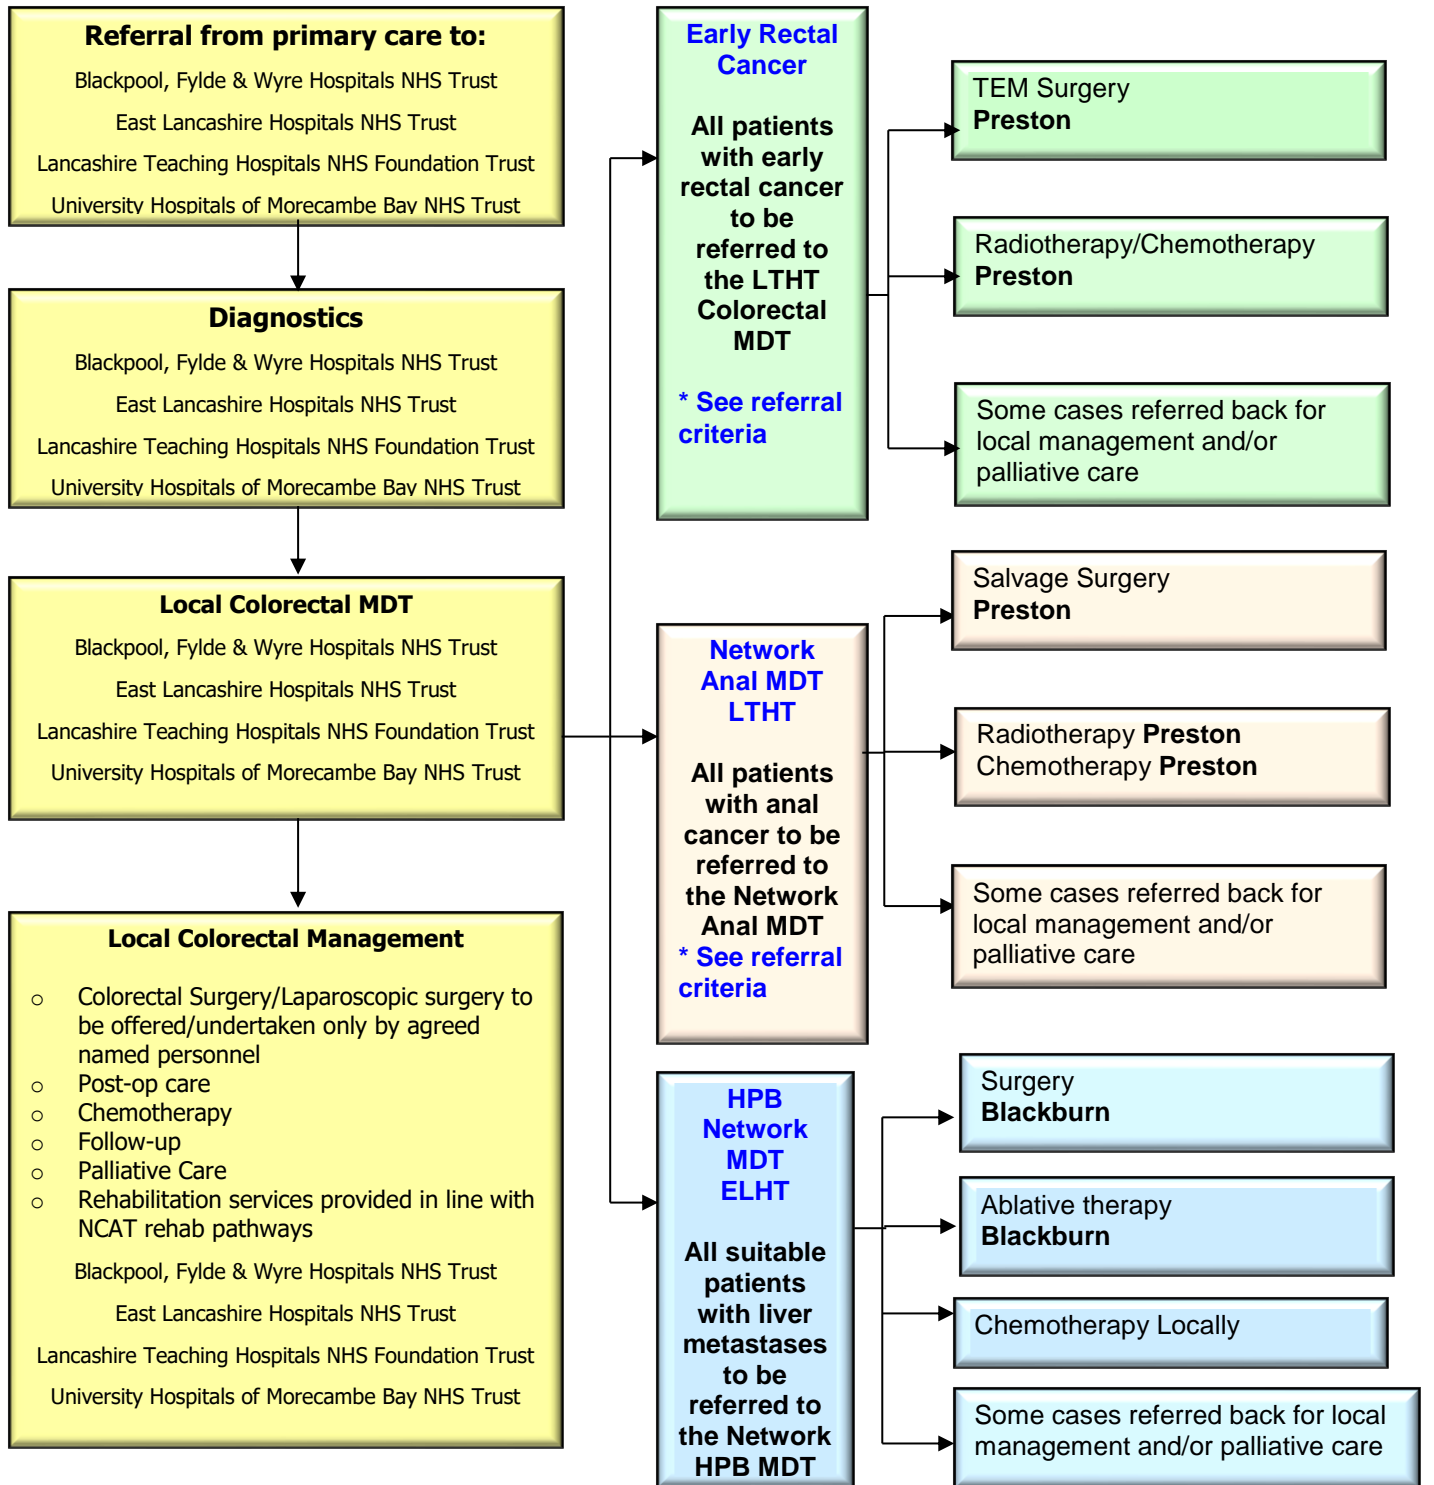 Referral from primary care to:
Blackpool, Fylde & Wyre Hospitals NHS Trust
East Lancashire Hospitals NHS Trust
Lancashire Teaching Hospitals NHS Foundation Trust
University Hospitals of Morecambe Bay NHS Trust
Diagnostics
Blackpool, Fylde & Wyre Hospitals NHS Trust
East Lancashire Hospitals NHS Trust
Lancashire Teaching Hospitals NHS Foundation Trust
University Hospitals of Morecambe Bay NHS Trust
Local Colorectal MDT
Blackpool, Fylde & Wyre Hospitals NHS Trust
East Lancashire Hospitals NHS Trust
Lancashire Teaching Hospitals NHS Foundation Trust
University Hospitals of Morecambe Bay NHS Trust
Local Colorectal Management
o Colorectal Surgery/Laparoscopic surgery to
be offered/undertaken only by agreed
named personnel
o Post-op care
o Chemotherapy
o Follow-up
o Palliative Care
o Rehabilitation services provided in line with
NCAT rehab pathways
Blackpool, Fylde & Wyre Hospitals NHS Trust
East Lancashire Hospitals NHS Trust
Lancashire Teaching Hospitals NHS Foundation Trust
University Hospitals of Morecambe Bay NHS Trust
Early Rectal
Cancer
All patients
with early
rectal cancer
to be
referred to
the LTHT
Colorectal
MDT
* See referral
criteria
TEM Surgery
Preston
Radiotherapy/Chemotherapy
Preston
Some cases referred back for
local management and/or
palliative care
Network
Anal MDT
LTHT
All patients
with anal
cancer to be
referred to
the Network
Anal MDT
* See referral
criteria
Salvage Surgery
Preston
Radiotherapy Preston
Chemotherapy Preston
Some cases referred back for
local management and/or
palliative care
HPB
Network
MDT
ELHT
All suitable
patients
with liver
metastases
to be
referred to
the Network
HPB MDT
Surgery
Blackburn
Ablative therapy
Blackburn
Chemotherapy Locally
Some cases referred back for local
management and/or palliative care